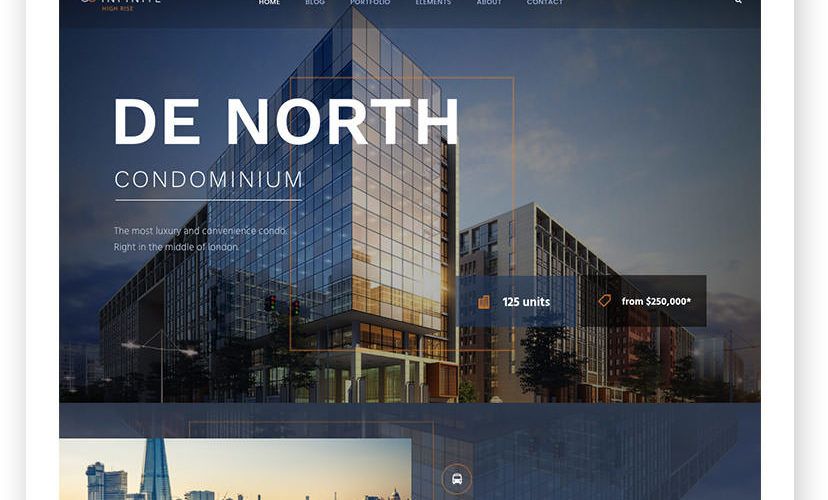 INFINITE
HIGH RISE
HOME BLOG PORTFOLIO ELEMENTS ABOUT CONTACT
DE NORTH
CONDOMINIUM
The most luxury and convenience condo.
Right in the middle of london.
125 units
from $250,000*